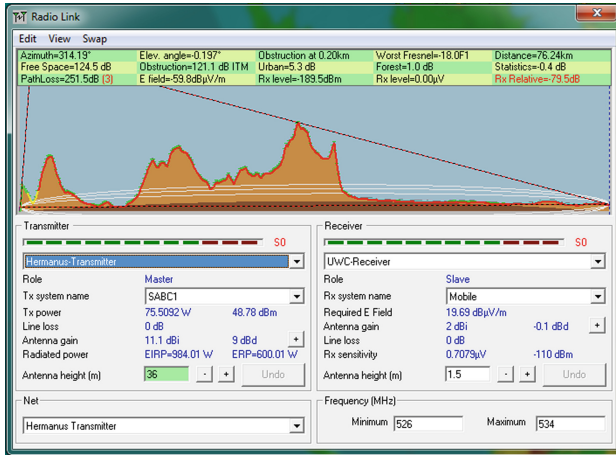 Radio Link
Edit View Swap
Azimuth=314.19° Elev. angle=-0.197° Obstruction at 0.20km Worst Fresnel=-18.0F1 Distance=76.24km
Free Space=124.5 dB Obstruction=121.1 dB ITM Urban=5.3 dB Forest=1.0 dB Statistics=-0.4 dB
PathLoss=251.5dB (3) E field=-59.8dBµV/m Rx level=-189.5dBm Rx level=0.00µV Rx Relative=-79.5dB
Transmitter
S0
Hermanus-Transmitter
Role Master
Tx system name SABC1
Tx power 75.5092 W 48.78 dBm
Line loss 0 dB
Antenna gain 11.1 dBi 9 dBd +
Radiated power EIRP=984.01 W ERP=600.01 W
Antenna height (m) 36 - + Undo
Net
Hermanus Transmitter
Receiver
S0
UWC-Receiver
Role Slave
Rx system name Mobile
Required E Field 19.69 dBµV/m
Antenna gain 2 dBi -0.1 dBd +
Line loss 0 dB
Rx sensitivity 0.7079µV -110 dBm
Antenna height (m) 1.5 - + Undo
Frequency (MHz)
Minimum 526 Maximum 534